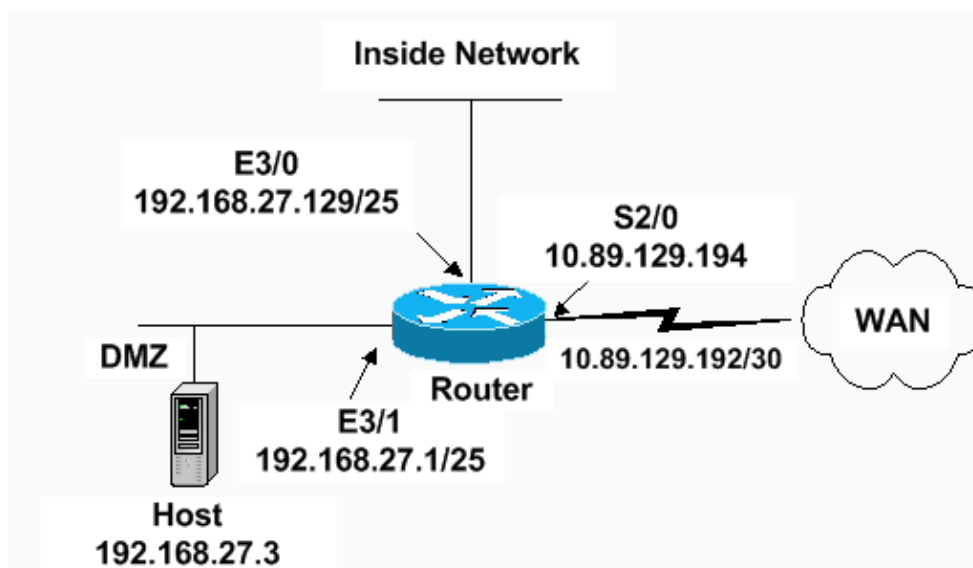 Inside Network
E3/0
192.168.27.129/25
S2/0
10.89.129.194
WAN
DMZ
10.89.129.192/30
Router
E3/1
192.168.27.1/25
Host
192.168.27.3